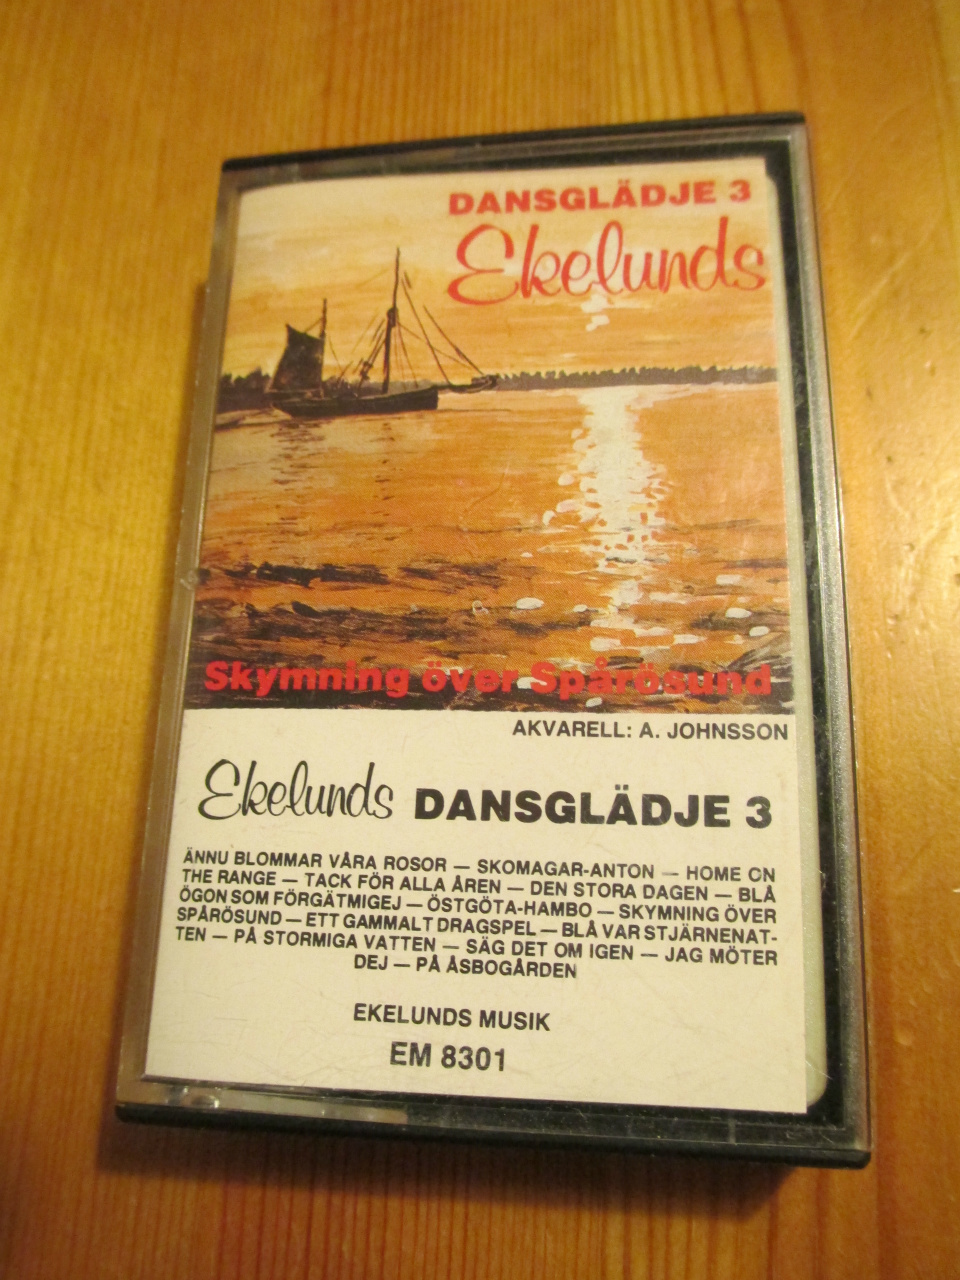 DANSGLÄDJE 3
Ekelunds
Skymning över Spårösund
AKVARELL: A. JOHNSSON
Ekelunds DANSGLÄDJE 3
ÄNNU BLOMMAR VÅRA ROSOR — SKOMAGAR-ANTON — HOME ON
THE RANGE — TACK FÖR ALLA ÅREN — DEN STORA DAGEN — BLÅ
ÖGON SOM FÖRGÄTMIGEJ — ÖSTGÖTA-HAMBO — SKYMNING ÖVER
SPÅRÖSUND — ETT GAMMALT DRAGSPEL — BLÅ VAR STJÄRNENAT-
TEN — PÅ STORMIGA VATTEN — SÄG DET OM IGEN — JAG MÖTER
DEJ — PÅ ÅSBOGÅRDEN
EKELUNDS MUSIK
EM 8301